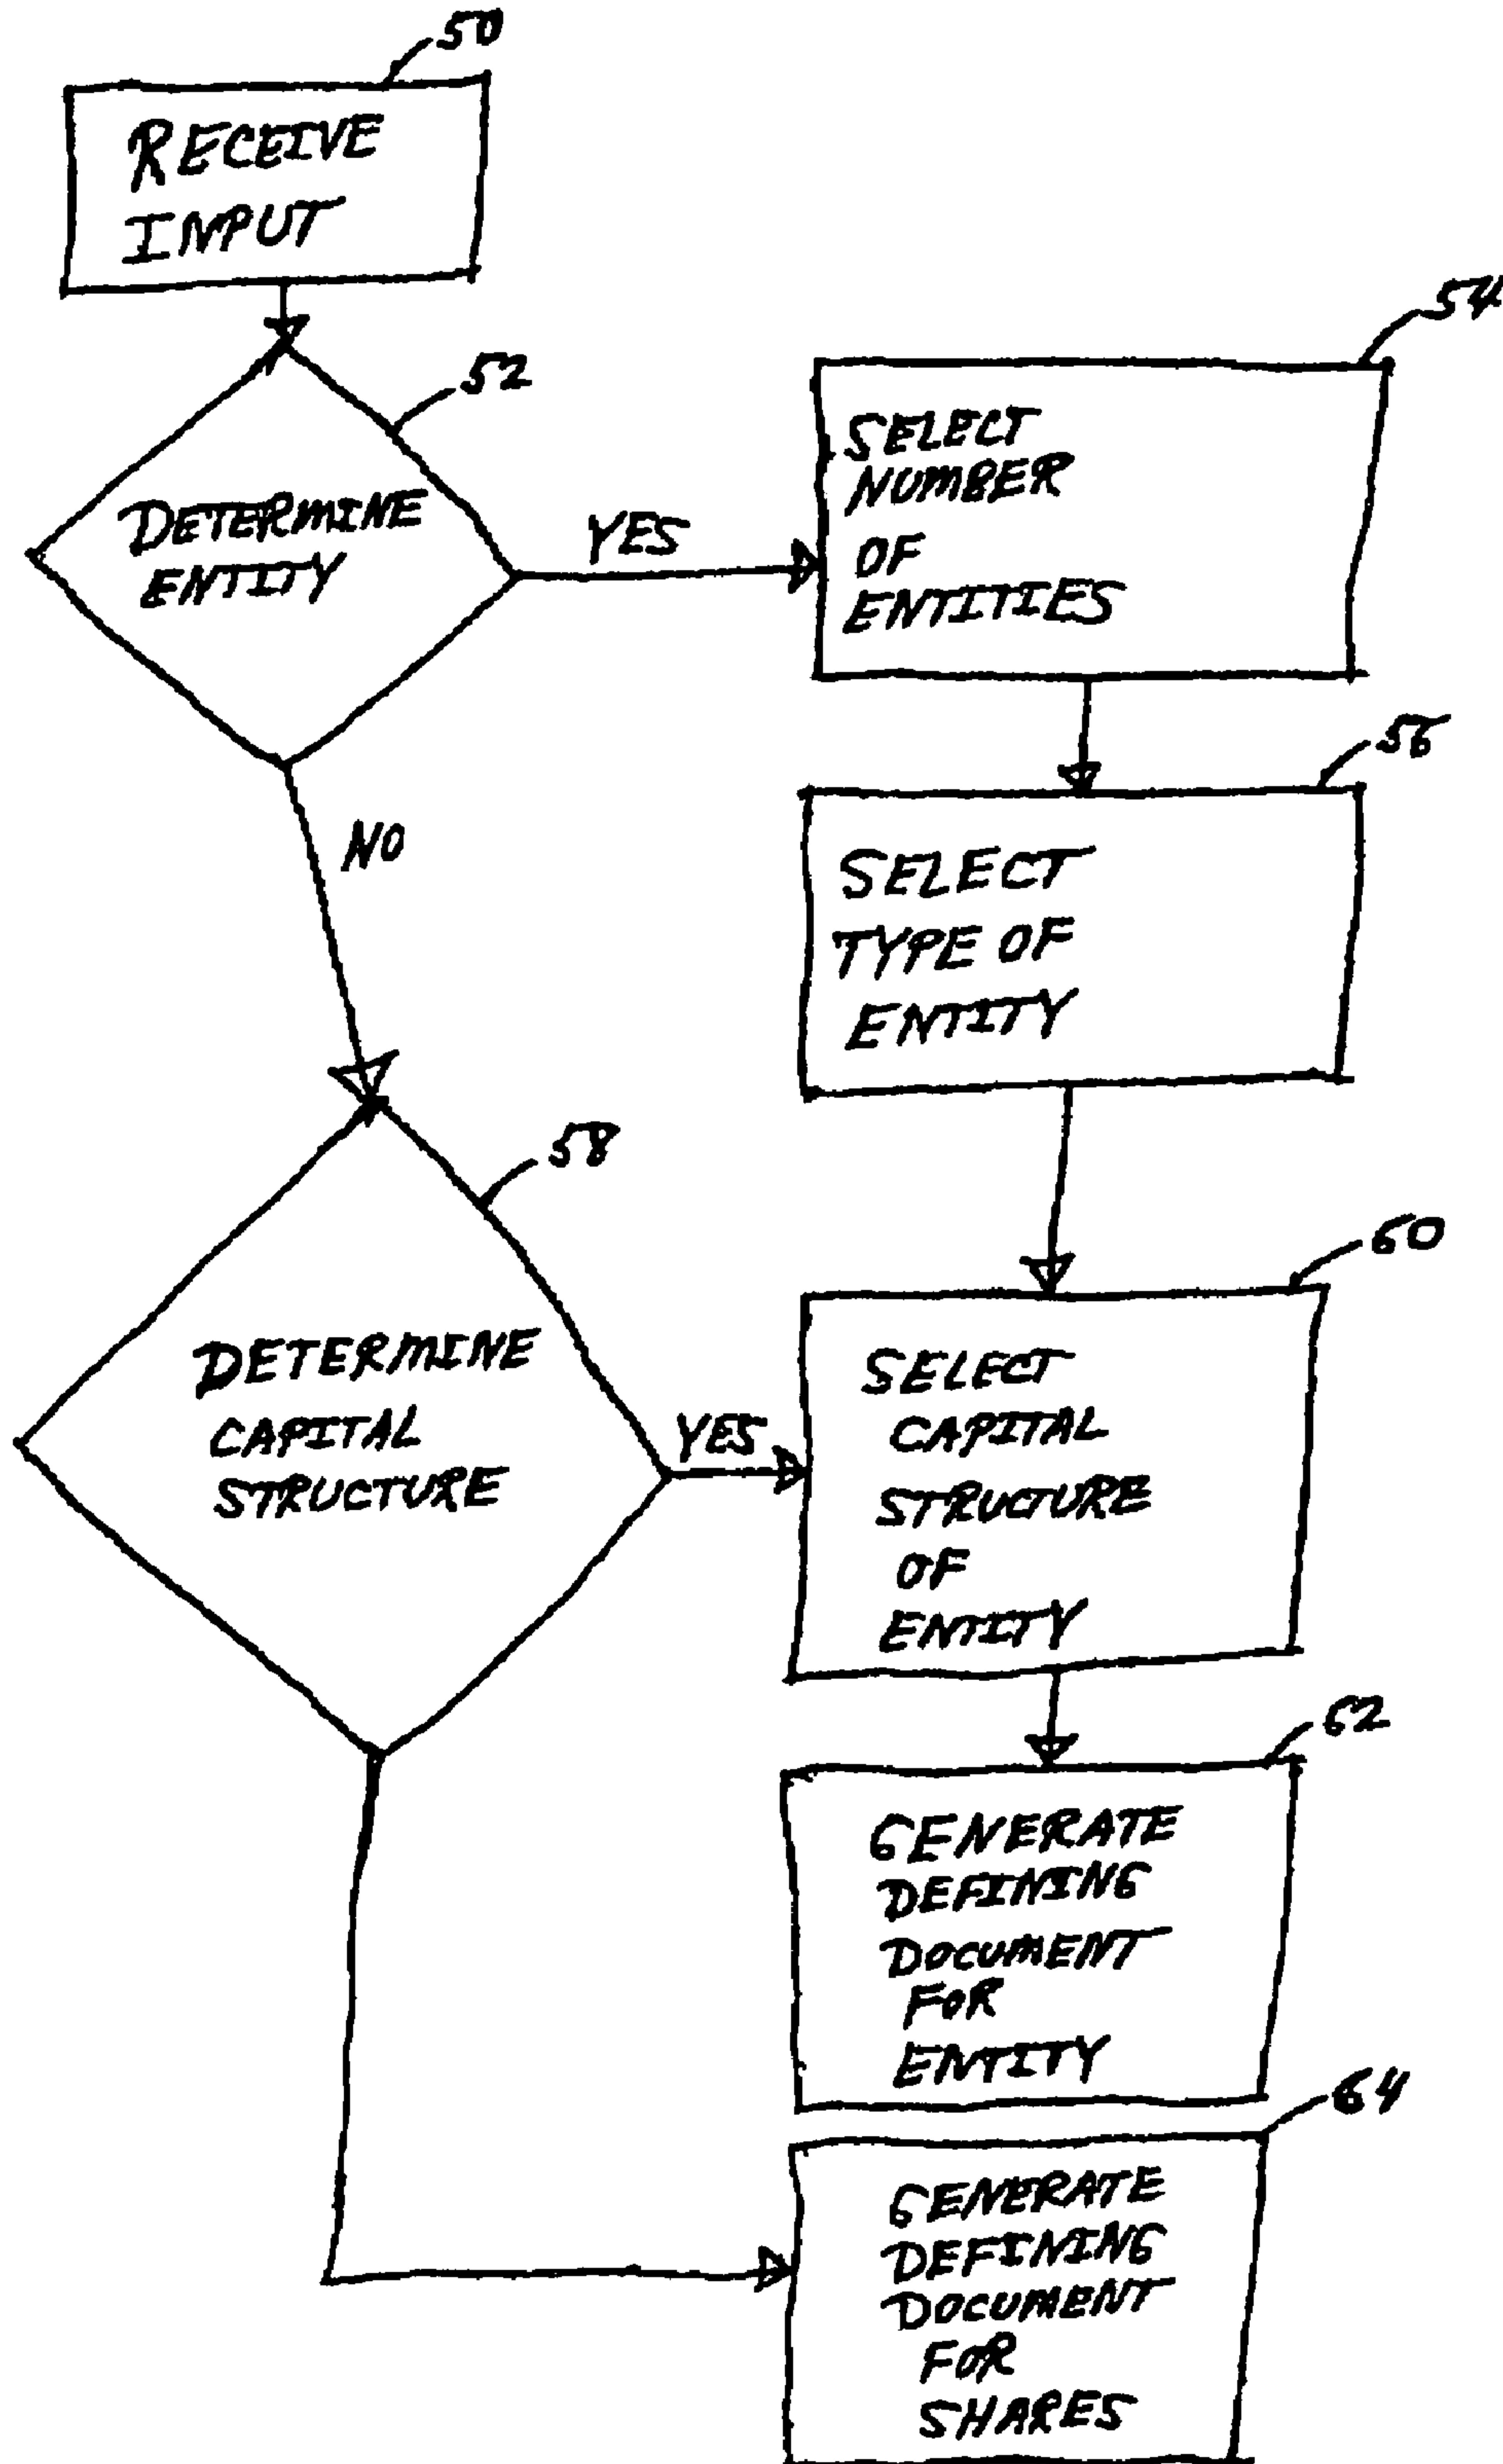 50
RECEIVE
INPUT
52
DETERMINE
ENTITY
YES
NO
54
SELECT
NUMBER
OF
ENTITIES
56
SELECT
TYPE OF
ENTITY
58
DETERMINE
CAPITAL
STRUCTURE
YES
60
SELECT
CAPITAL
STRUCTURE
OF
ENTITY
62
GENERATE
DEFINING
DOCUMENT
FOR
ENTITY
64
GENERATE
DEFINING
DOCUMENT
FOR
SHARES